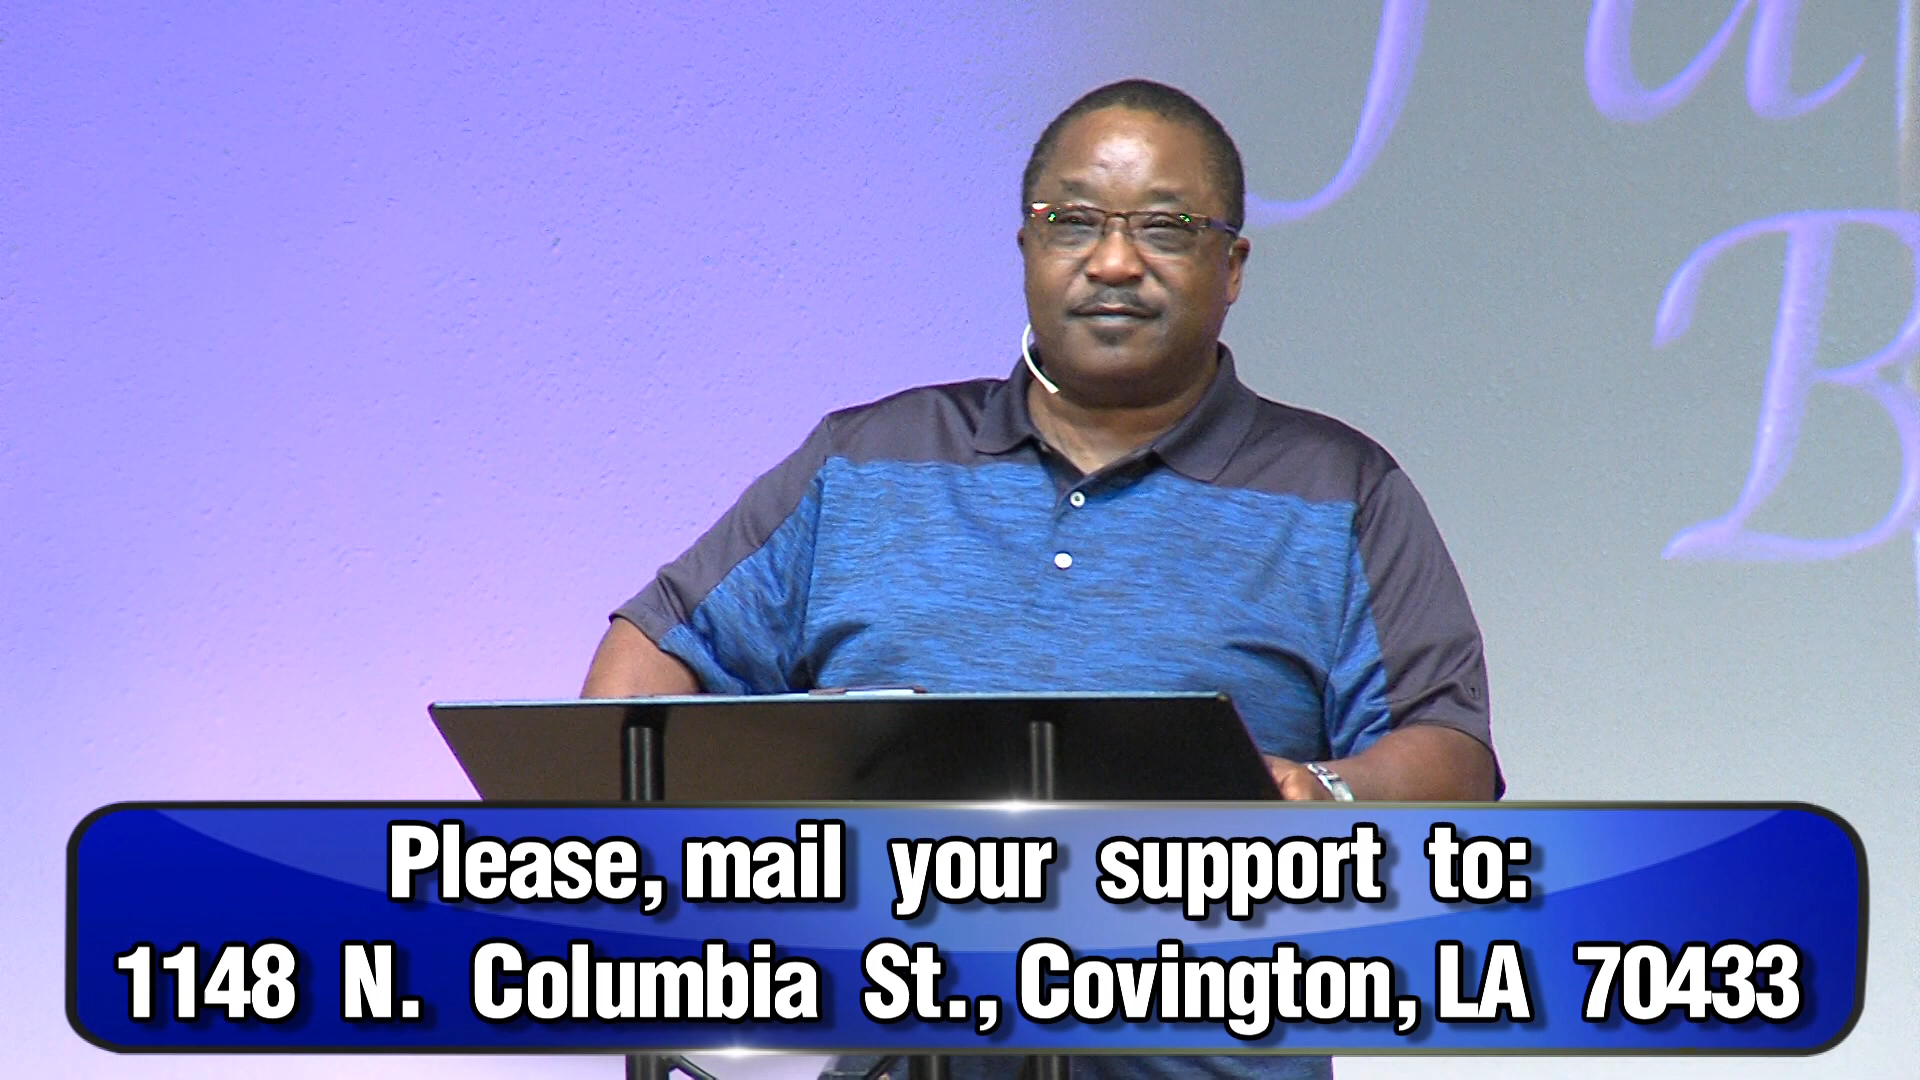 Please, mail your support to:
1148 N. Columbia St., Covington, LA 70433